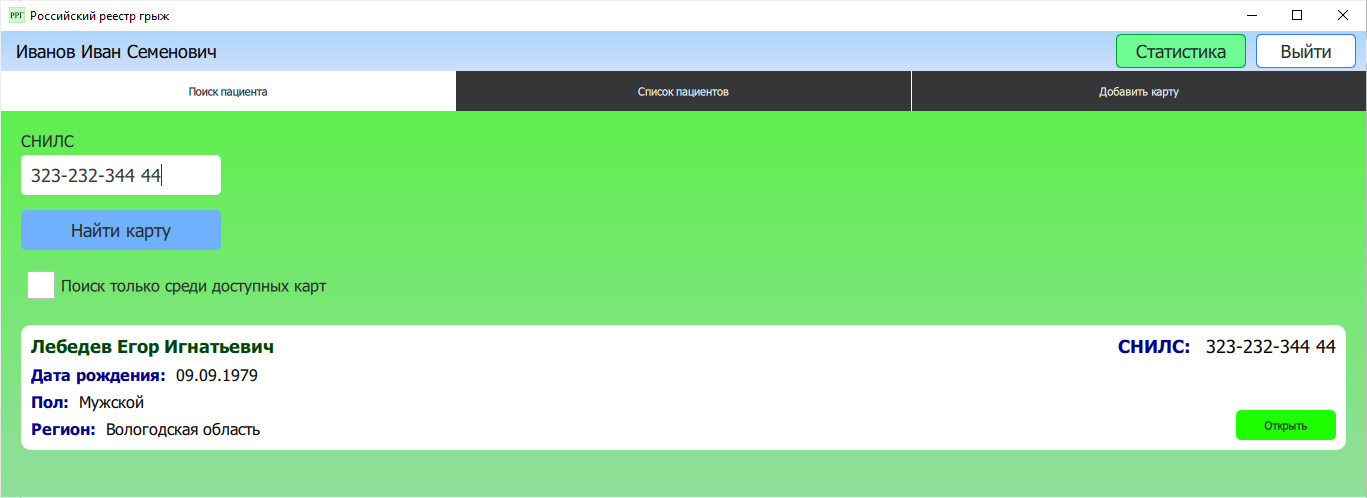 РРГ Российский реестр грыж
Иванов Иван Семенович Статистика Выйти
Поиск пациента Список пациентов Добавить карту
СНИЛС
323-232-344 44
Найти карту
Поиск только среди доступных карт
Лебедев Егор Игнатьевич СНИЛС: 323-232-344 44
Дата рождения: 09.09.1979
Пол: Мужской
Регион: Вологодская область
Открыть